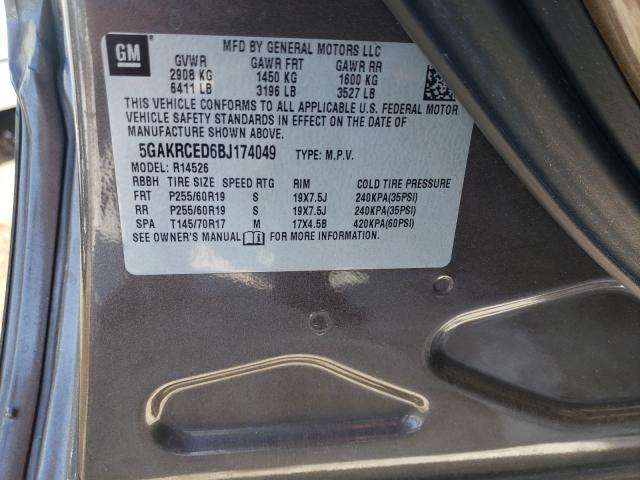 GM
MFD BY GENERAL MOTORS LLC
GVWR GAWR FRT GAWR RR
2908 KG 1450 KG 1600 KG
6411 LB 3196 LB 3527 LB
THIS VEHICLE CONFORMS TO ALL APPLICABLE U.S. FEDERAL MOTOR
VEHICLE SAFETY STANDARDS IN EFFECT ON THE DATE OF
MANUFACTURE SHOWN ABOVE.
5GAKRCED6BJ174049 TYPE: M.P.V.
MODEL: R14526
RBBH TIRE SIZE SPEED RTG RIM COLD TIRE PRESSURE
FRT P255/60R19 S 19X7.5J 240KPA(35PSI)
RR P255/60R19 S 19X7.5J 240KPA(35PSI)
SPA T145/70R17 M 17X4.5B 420KPA(60PSI)
SEE OWNER'S MANUAL FOR MORE INFORMATION.